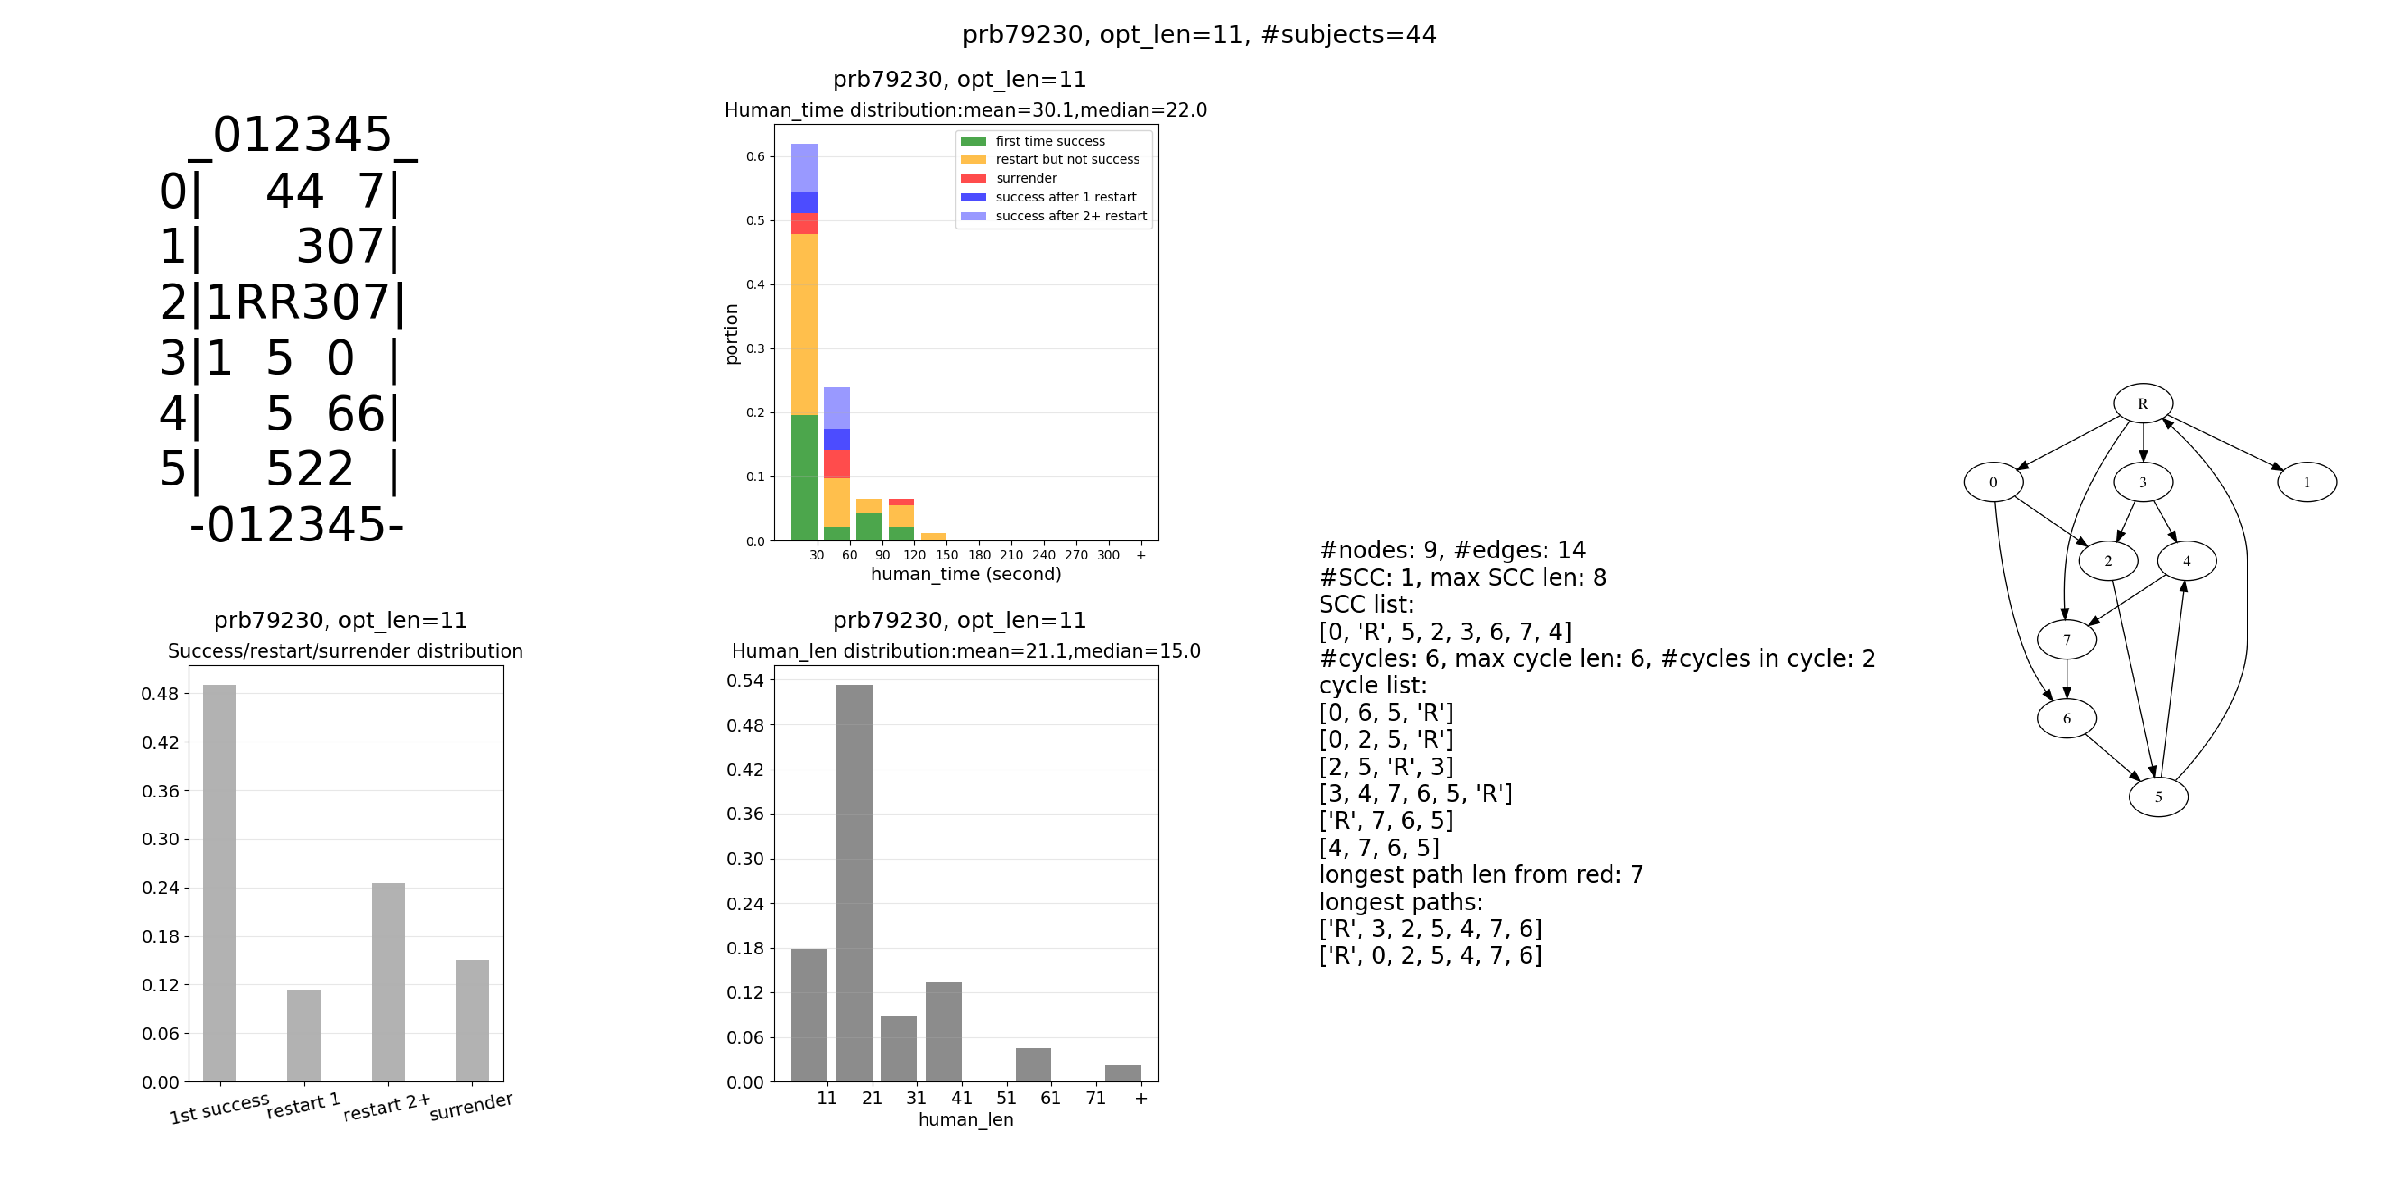 prb79230, opt_len=11, #subjects=44
_012345_
0|  44 7|
1|   307|
2|1RR307|
3|1 5 0 |
4|  5 66|
5|  522 |
-012345-
prb79230, opt_len=11
Human_time distribution:mean=30.1,median=22.0
first time success
restart but not success
surrender
success after 1 restart
success after 2+ restart
0.6
0.5
0.4
0.3
0.2
0.1
0.0
portion
30 60 90 120 150 180 210 240 270 300 +
human_time (second)
prb79230, opt_len=11
Success/restart/surrender distribution
0.48
0.42
0.36
0.30
0.24
0.18
0.12
0.06
0.00
1st success restart 1 restart 2+ surrender
prb79230, opt_len=11
Human_len distribution:mean=21.1,median=15.0
0.54
0.48
0.42
0.36
0.30
0.24
0.18
0.12
0.06
0.00
11 21 31 41 51 61 71 +
human_len
#nodes: 9, #edges: 14
#SCC: 1, max SCC len: 8
SCC list:
[0, 'R', 5, 2, 3, 6, 7, 4]
#cycles: 6, max cycle len: 6, #cycles in cycle: 2
cycle list:
[0, 6, 5, 'R']
[0, 2, 5, 'R']
[2, 5, 'R', 3]
[3, 4, 7, 6, 5, 'R']
['R', 7, 6, 5]
[4, 7, 6, 5]
longest path len from red: 7
longest paths:
['R', 3, 2, 5, 4, 7, 6]
['R', 0, 2, 5, 4, 7, 6]
R
0 3 1
2 4
7
6
5